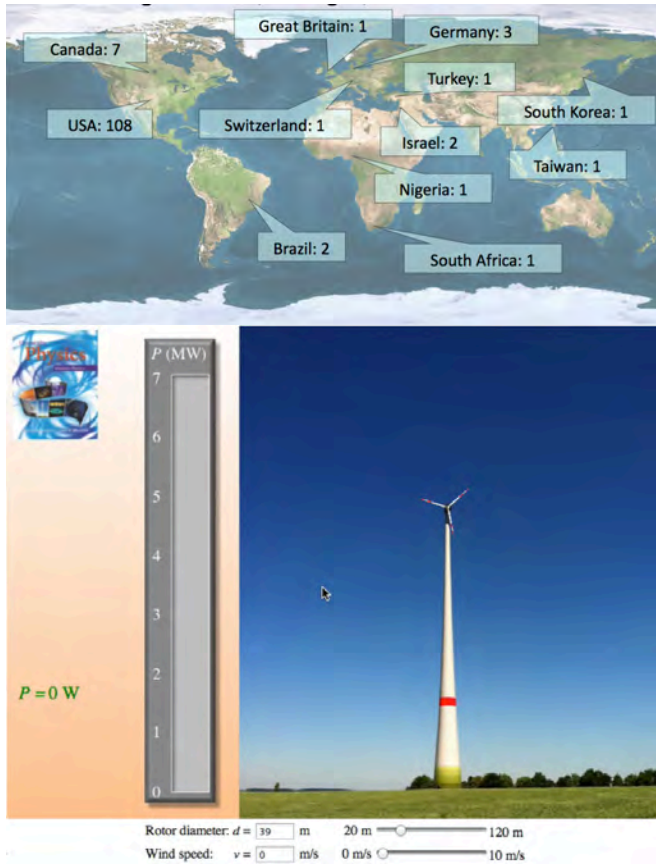 Great Britain: 1
Germany: 3
Canada: 7
Turkey: 1
USA: 108
Switzerland: 1
South Korea: 1
Israel: 2
Taiwan: 1
Nigeria: 1
Brazil: 2
South Africa: 1
Physics
P (MW)
7
6
5
4
3
2
1
0
P = 0 W
Rotor diameter: d = 39 m 20 m 120 m
Wind speed: v = 0 m/s 0 m/s 10 m/s